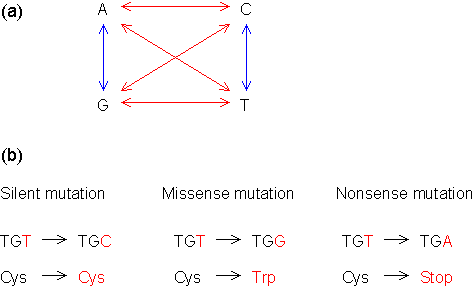 (a)
A C
G T
(b)
Silent mutation Missense mutation Nonsense mutation
TGT TGC TGT TGG TGT TGA
Cys Cys Cys Trp Cys Stop